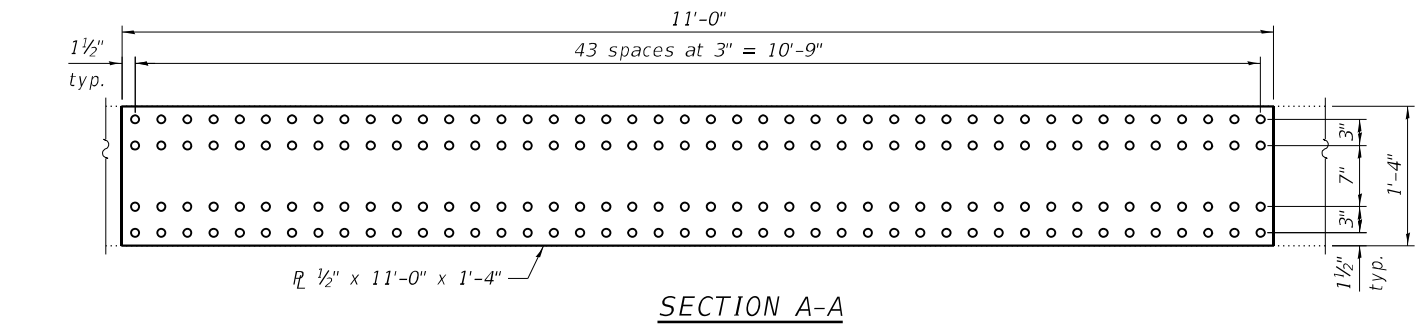 11'-0"
1½"
typ.
43 spaces at 3" = 10'-9"
3"
7"
3"
1'-4"
1½"
typ.
℄ ½" x 11'-0" x 1'-4"
SECTION A-A